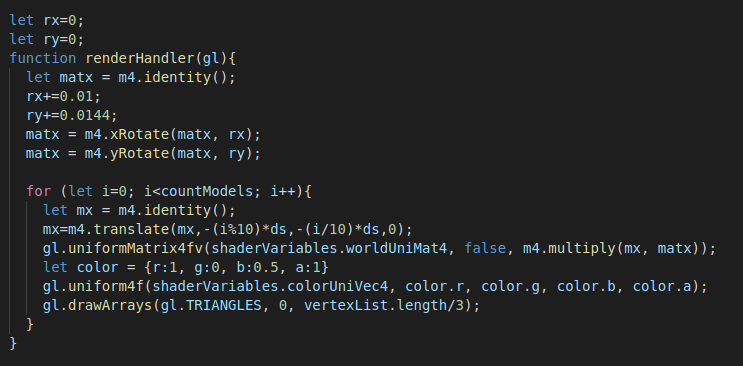 let rx=0;
let ry=0;
function renderHandler(gl){
  let matx = m4.identity();
  rx+=0.01;
  ry+=0.0144;
  matx = m4.xRotate(matx, rx);
  matx = m4.yRotate(matx, ry);

  for (let i=0; i<countModels; i++){
    let mx = m4.identity();
    mx=m4.translate(mx,-(i%10)*ds,-(i/10)*ds,0);
    gl.uniformMatrix4fv(shaderVariables.worldUniMat4, false, m4.multiply(mx, matx));
    let color = {r:1, g:0, b:0.5, a:1}
    gl.uniform4f(shaderVariables.colorUniVec4, color.r, color.g, color.b, color.a);
    gl.drawArrays(gl.TRIANGLES, 0, vertexList.length/3);
  }
}